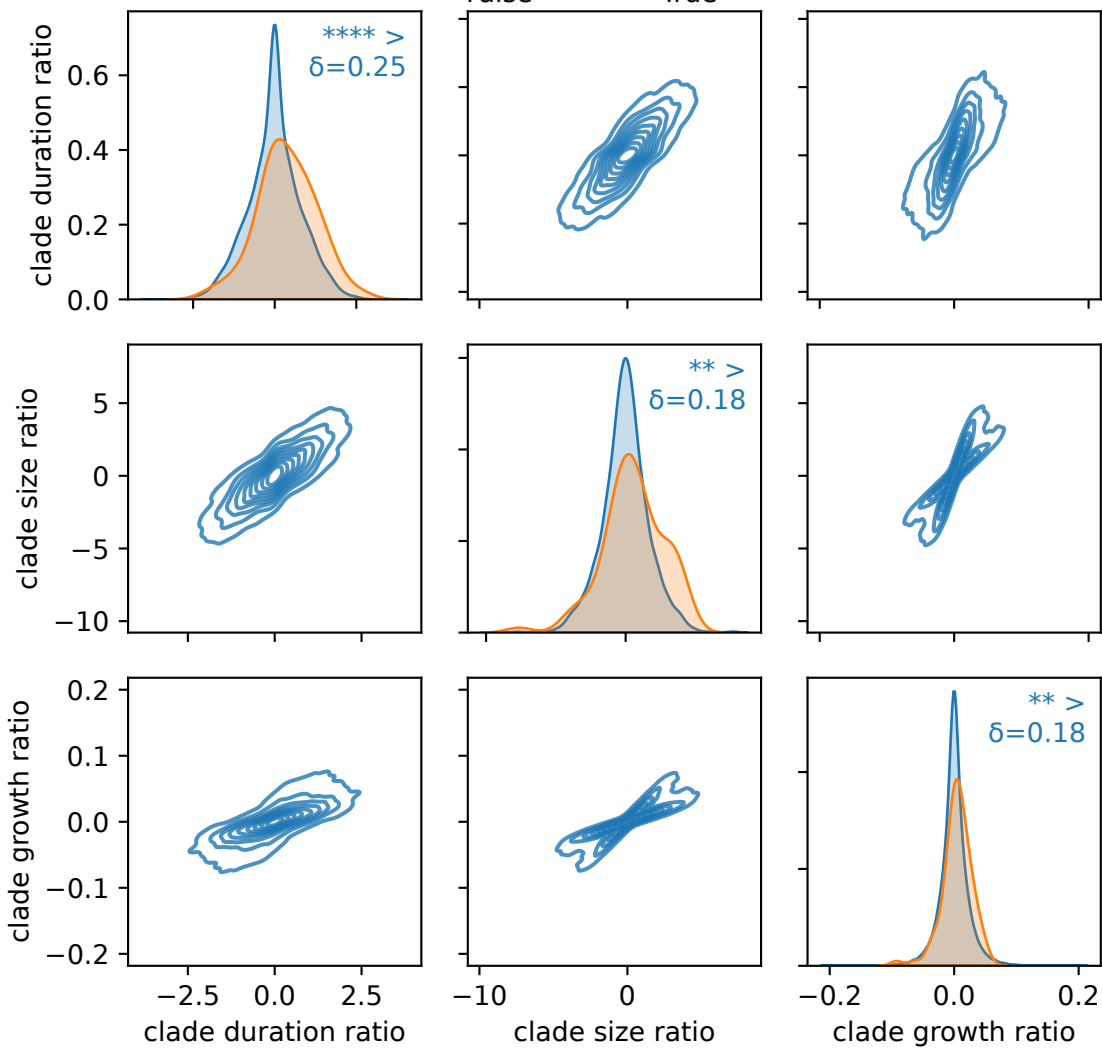 clade duration ratio
0.6
0.4
0.2
0.0
**** >
δ=0.25
clade size ratio
5
0
−5
−10
** >
δ=0.18
clade growth ratio
0.2
0.1
0.0
−0.1
−0.2
** >
δ=0.18
−2.5 0.0 2.5
−10 0
−0.2 0.0 0.2
clade duration ratio
clade size ratio
clade growth ratio